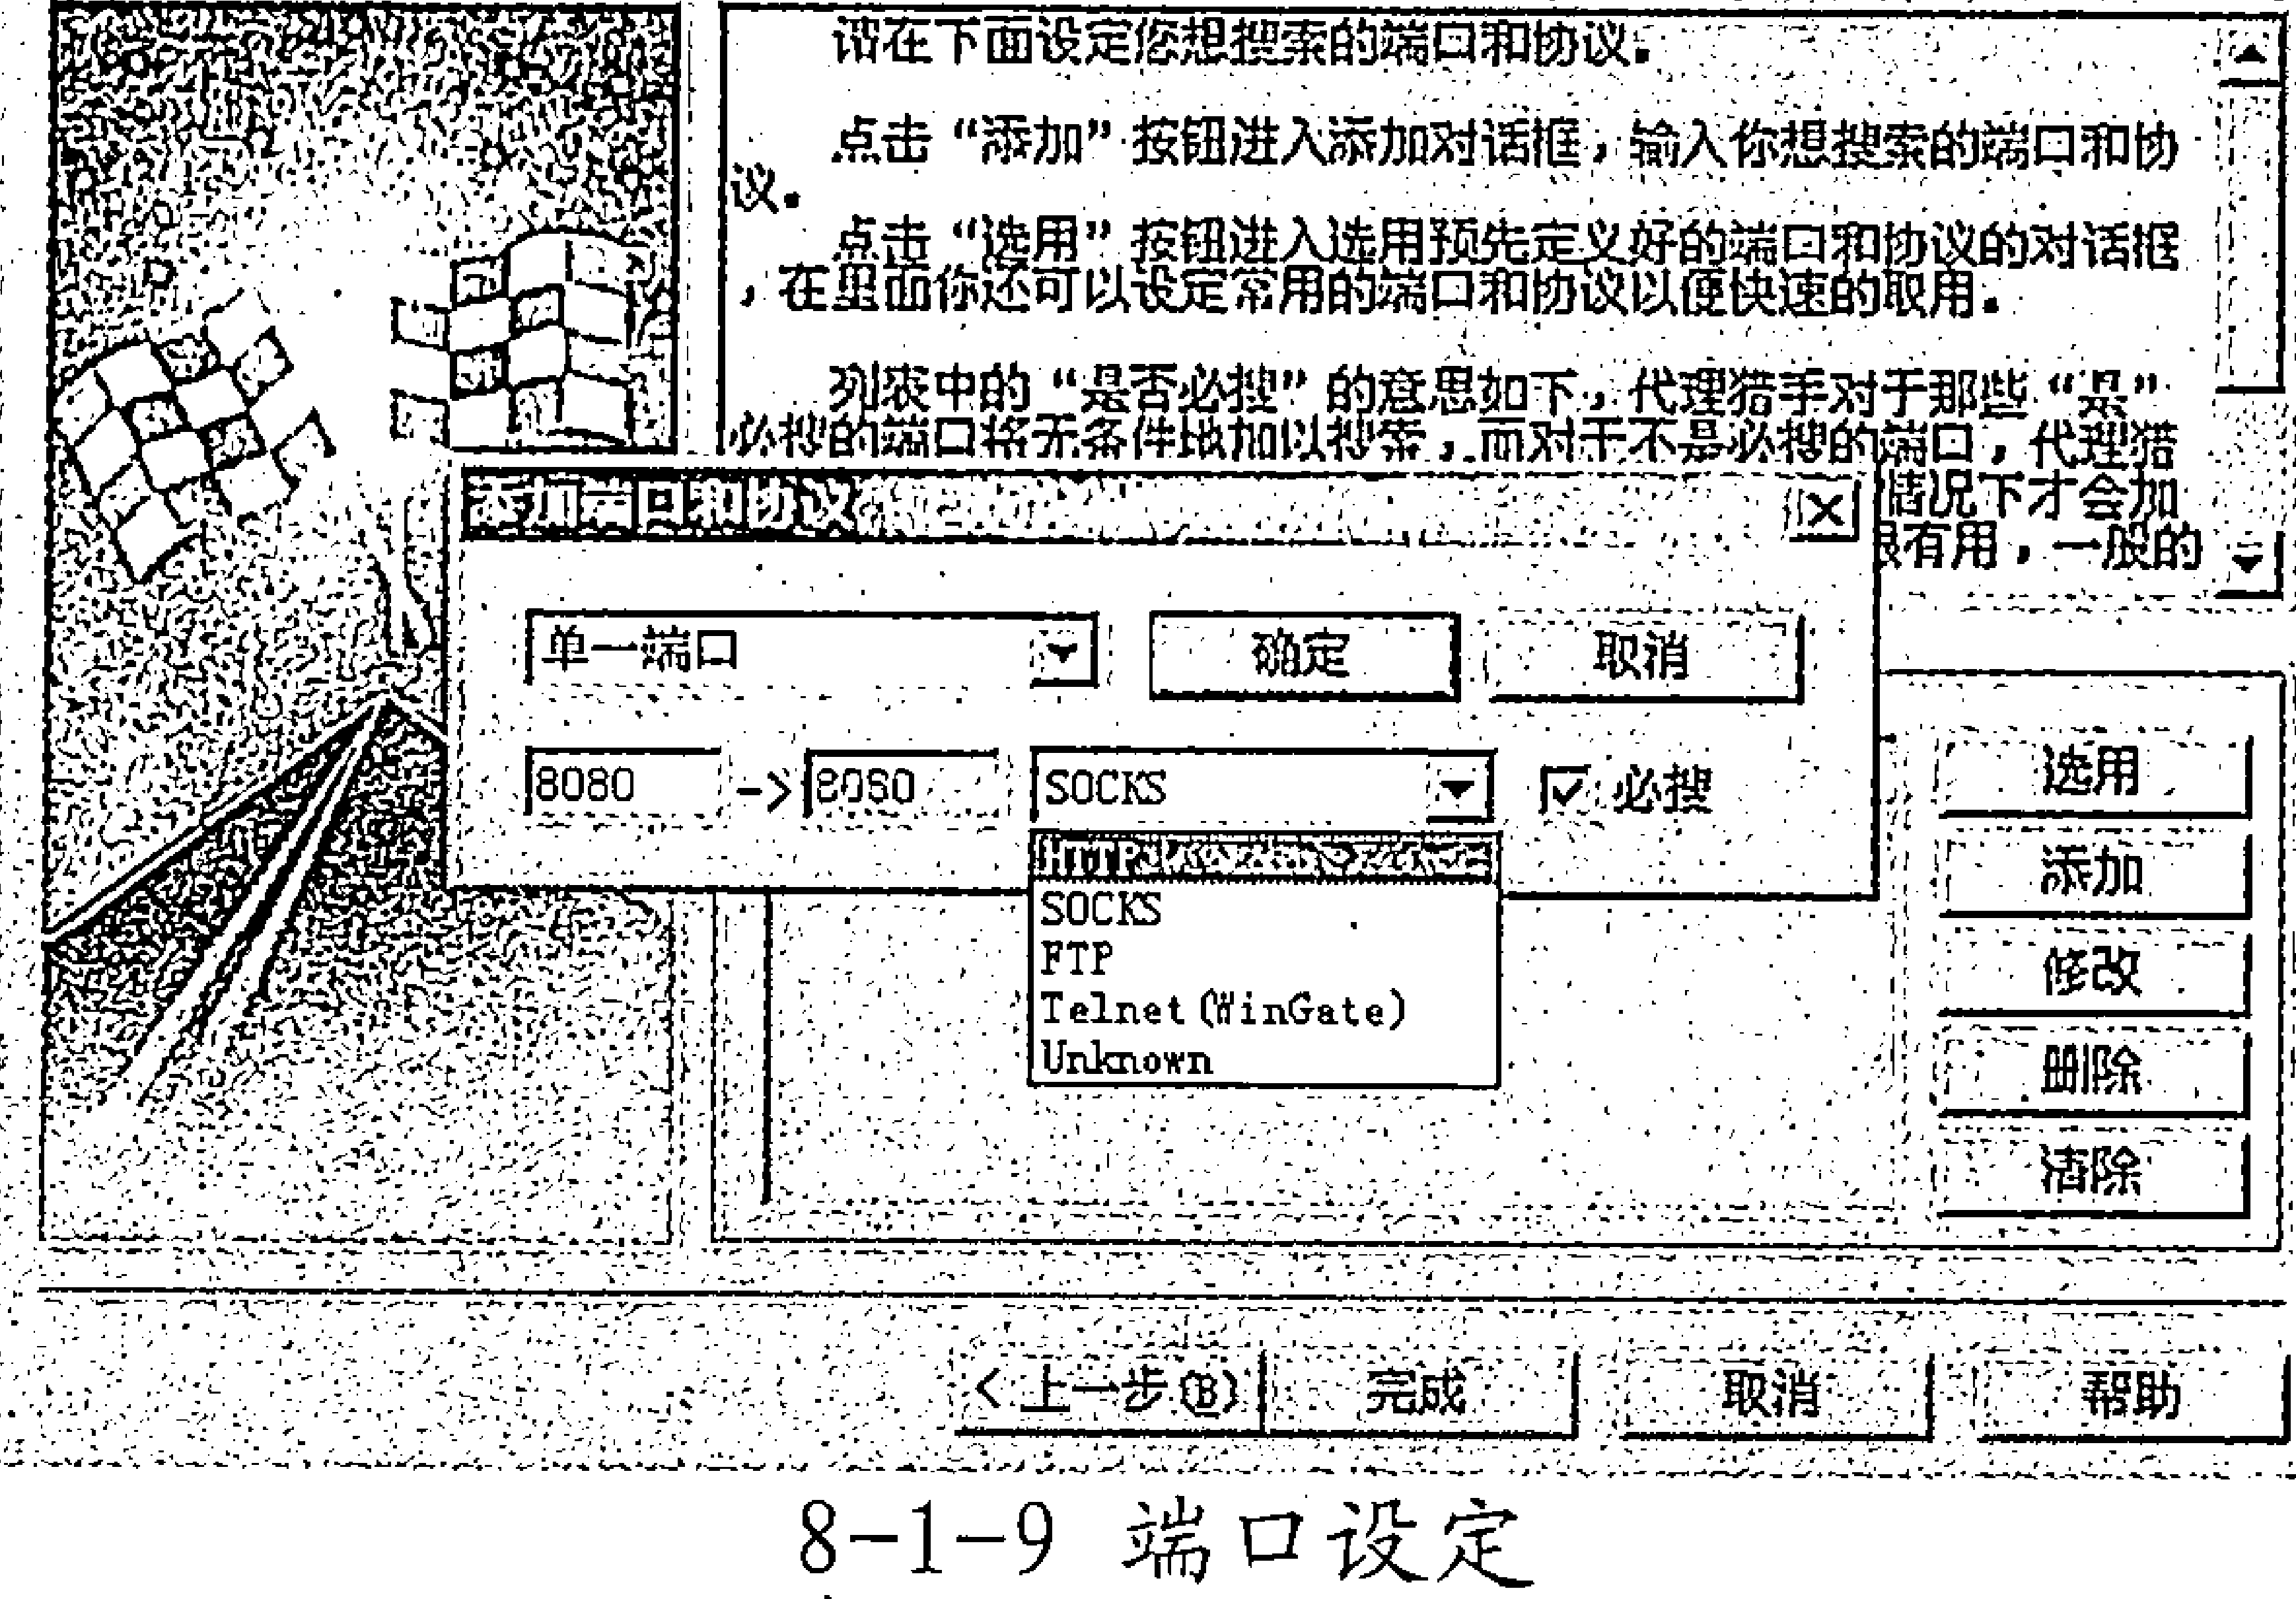 请在下面设定您想搜索的端口和协议.
点击“添加”按钮进入添加对话框,输入你想搜索的端口和协
议.
点击“选用”按钮进入选用预先定义好的端口和协议的对话框
,在里面你还可以设定常用的端口和协议以便快速的取用.
列表中的“是否必搜”的意思如下,代理猎手对于那些“是”
必搜的端口将无条件地加以搜索,而对于不是必搜的端口,代理猎
情况下才会加
有用,一般的
添加端口和协议
单一端口
确定
取消
8080
->
8080
SOCKS
必搜
HTTP
SOCKS
FTP
Telnet(WinGate)
Unknown
选用
添加
修改
删除
清除
< 上一步(B)
完成
取消
帮助
8-1-9 端口设定